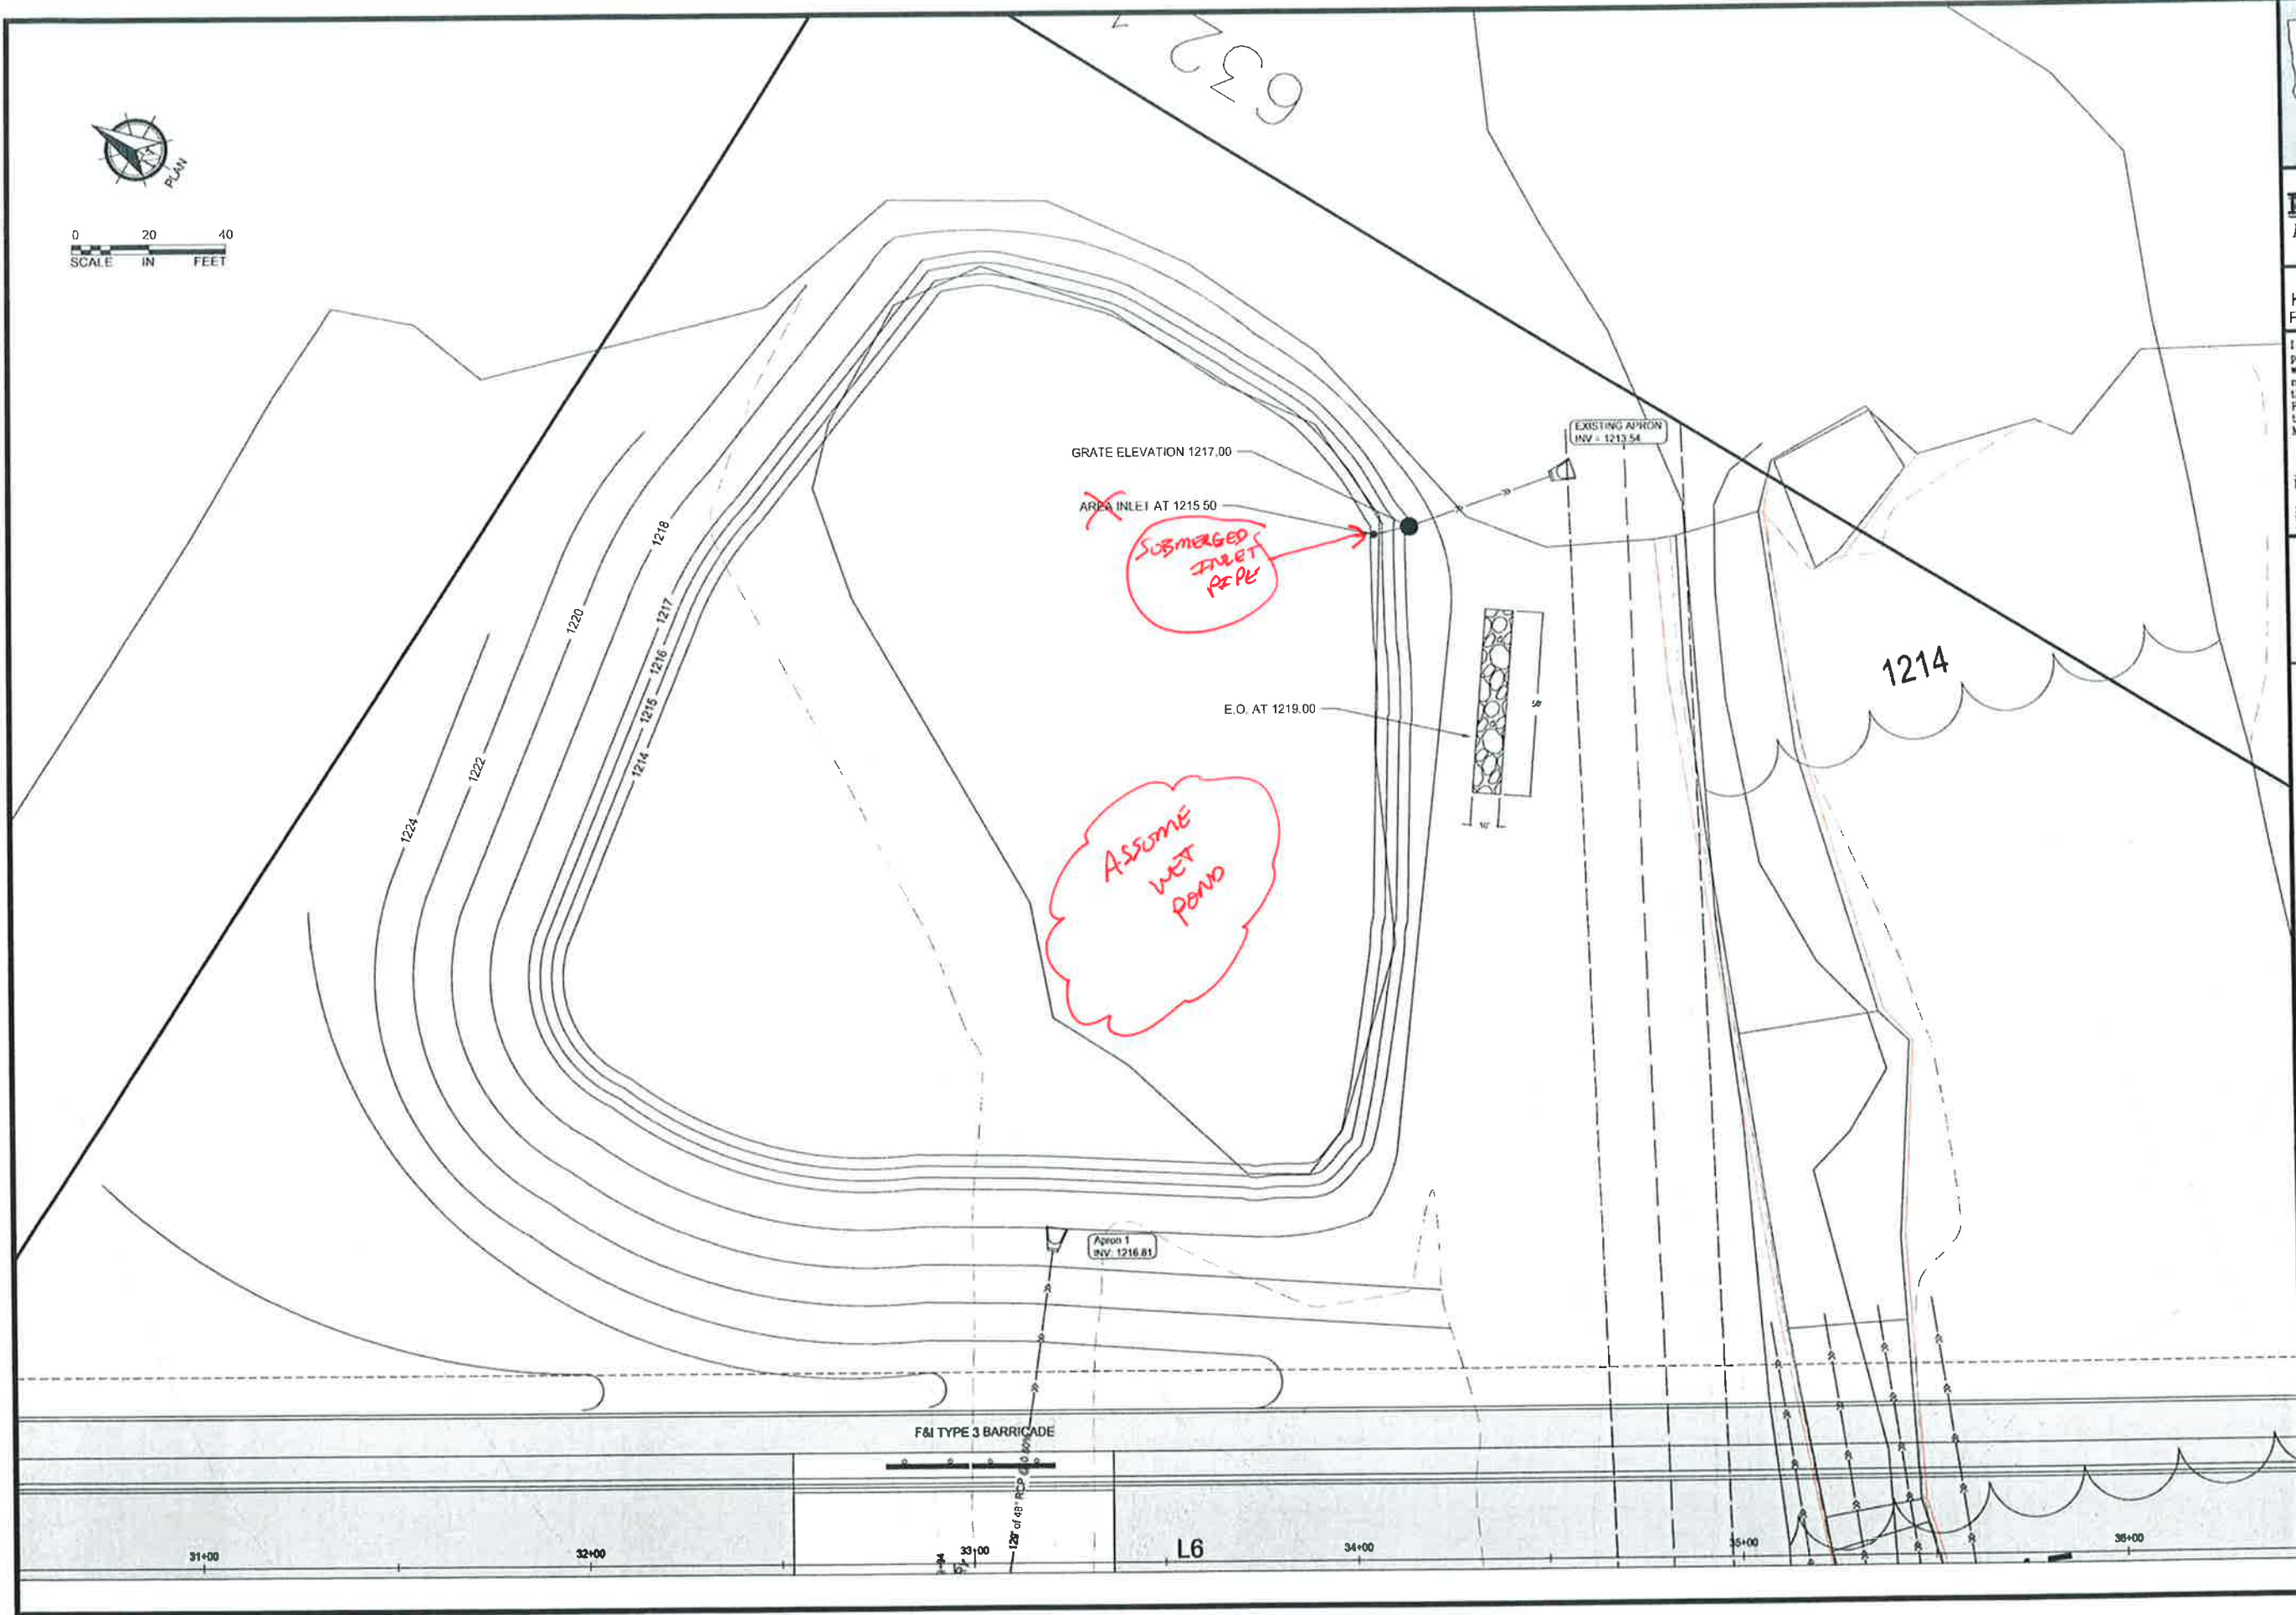 6322
PLAN
0 20 40
SCALE IN FEET
EXISTING APRON
INV = 1213.54
GRATE ELEVATION 1217.00
AREA INLET AT 1215 50
SUBMERGED
INLET
PIPE
1218
1220
1217
1216
1215
1214
1222
1224
1214
E.O. AT 1219.00
50'
10'
ASSUME
WET
POND
Apron 1
INV: 1216.81
F&I TYPE 3 BARRICADE
31+00
32+00
33+00
L6
34+00
35+00
36+00